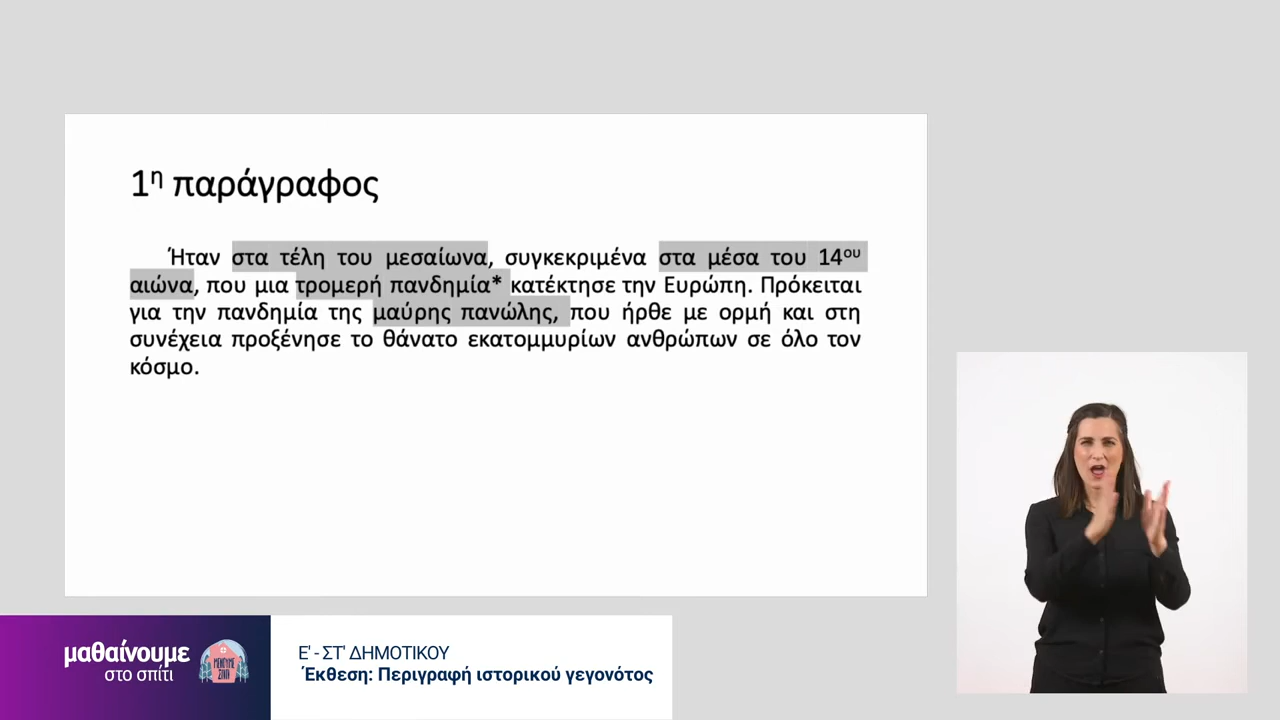 1η παράγραφος
Ήταν στα τέλη του μεσαίωνα, συγκεκριμένα στα μέσα του 14ου
αιώνα, που μια τρομερή πανδημία* κατέκτησε την Ευρώπη. Πρόκειται
για την πανδημία της μαύρης πανώλης, που ήρθε με ορμή και στη
συνέχεια προξένησε το θάνατο εκατομμυρίων ανθρώπων σε όλο τον
κόσμο.
μαθαίνουμε
στο σπίτι
ΜΕΝΟΥΜΕ
ΣΠΙΤΙ
Ε' - ΣΤ' ΔΗΜΟΤΙΚΟΥ
Έκθεση: Περιγραφή ιστορικού γεγονότος